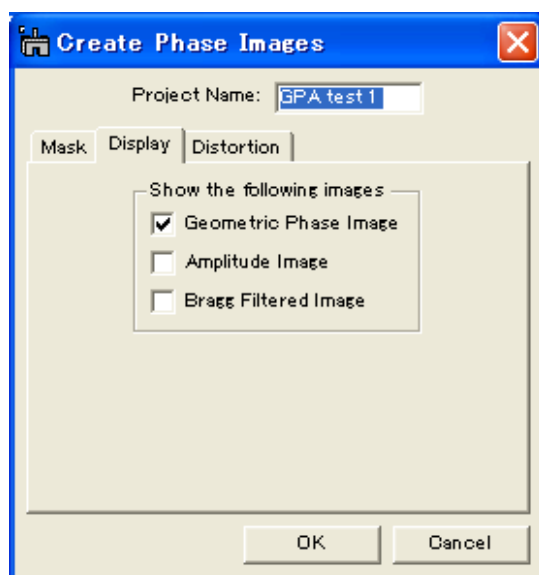 Create Phase Images
Project Name: GPA test 1
Mask Display Distortion
Show the following images
Geometric Phase Image
Amplitude Image
Bragg Filtered Image
OK Cancel